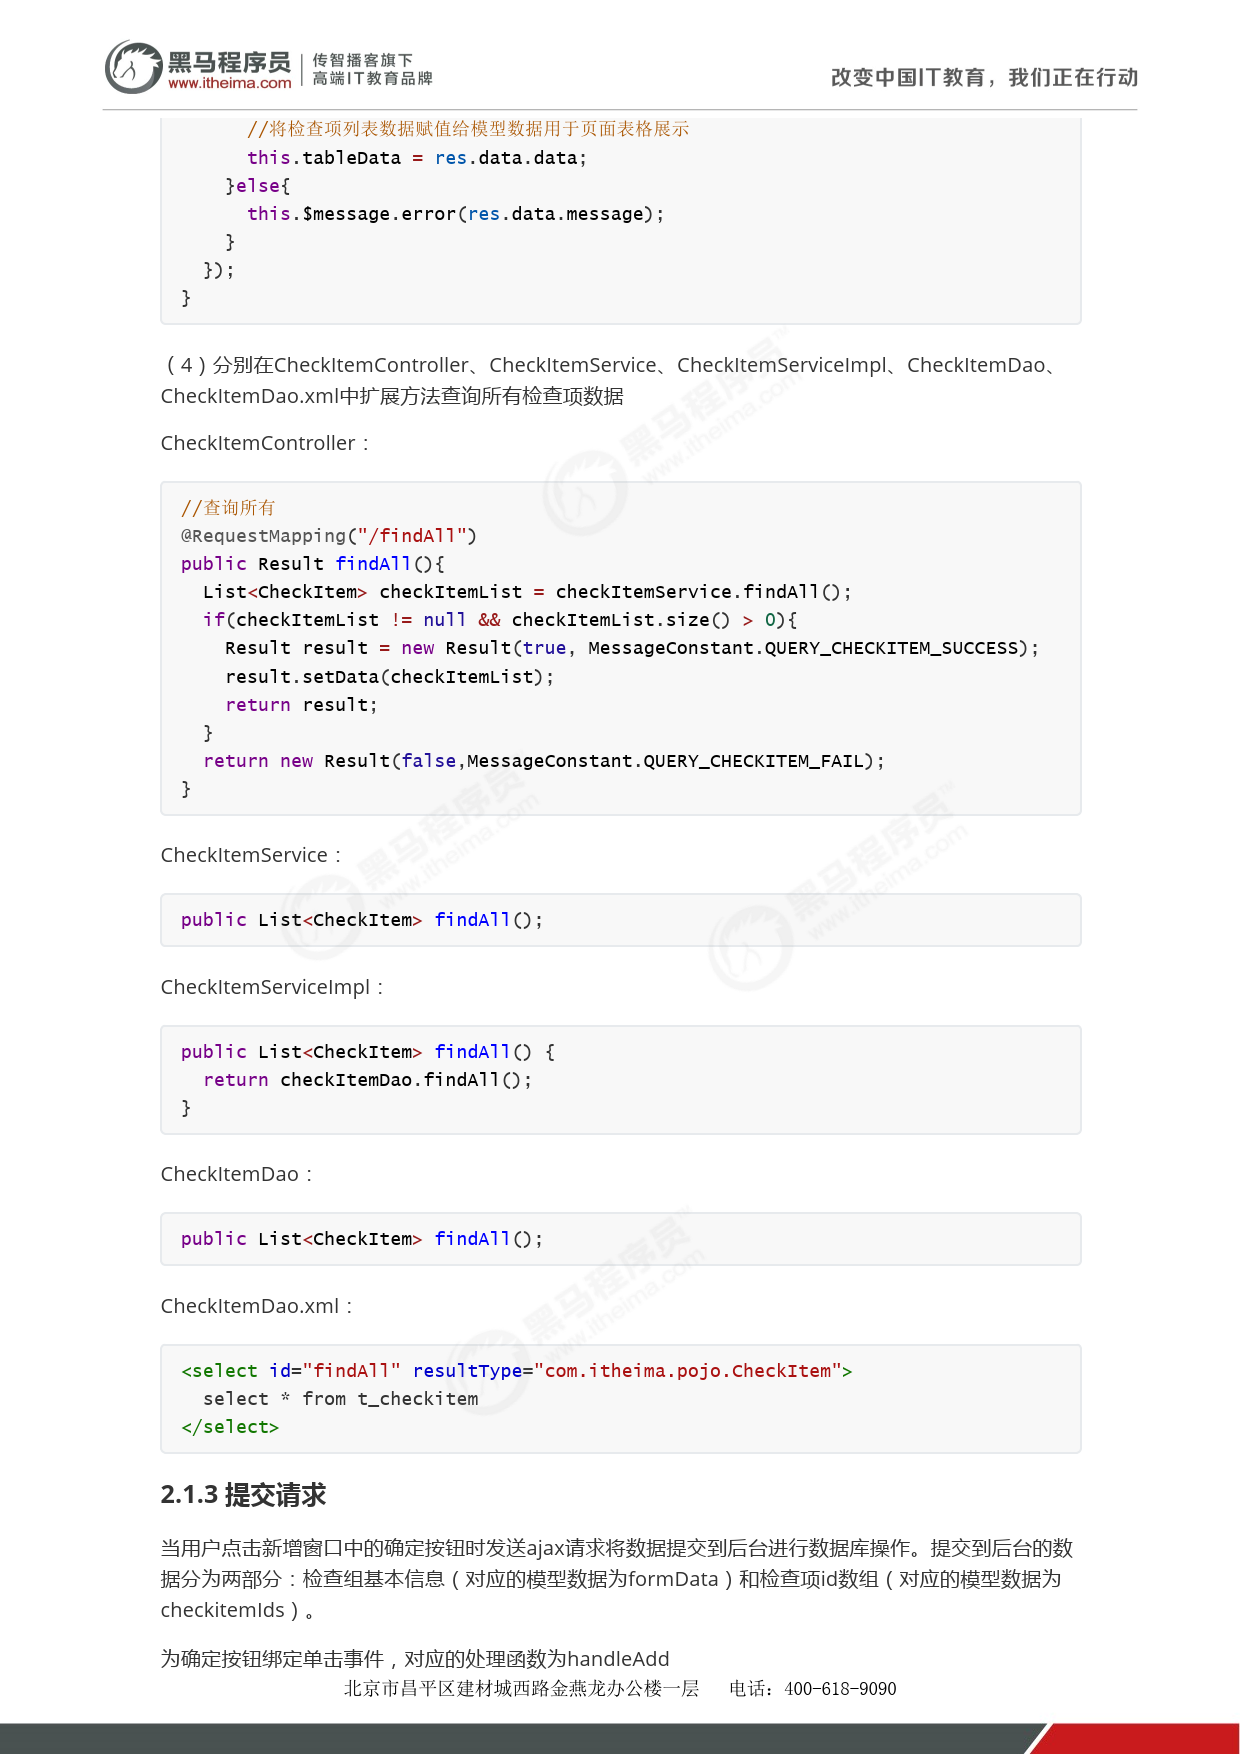 黑马程序员
www.itheima.com
传智播客旗下
高端IT教育品牌
改变中国IT教育，我们正在行动
//将检查项列表数据赋值给模型数据用于页面表格展示
this.tableData = res.data.data;
}else{
this.$message.error(res.data.message);
}
});
}
（4）分别在CheckItemController、CheckItemService、CheckItemServiceImpl、CheckItemDao、
CheckItemDao.xml中扩展方法查询所有检查项数据
CheckItemController：
//查询所有
@RequestMapping("/findAll")
public Result findAll(){
List<CheckItem> checkItemList = checkItemService.findAll();
if(checkItemList != null && checkItemList.size() > 0){
Result result = new Result(true, MessageConstant.QUERY_CHECKITEM_SUCCESS);
result.setData(checkItemList);
return result;
}
return new Result(false,MessageConstant.QUERY_CHECKITEM_FAIL);
}
CheckItemService：
public List<CheckItem> findAll();
CheckItemServiceImpl：
public List<CheckItem> findAll() {
return checkItemDao.findAll();
}
CheckItemDao：
public List<CheckItem> findAll();
CheckItemDao.xml：
<select id="findAll" resultType="com.itheima.pojo.CheckItem">
select * from t_checkitem
</select>
2.1.3 提交请求
当用户点击新增窗口中的确定按钮时发送ajax请求将数据提交到后台进行数据库操作。提交到后台的数
据分为两部分：检查组基本信息（对应的模型数据为formData）和检查项id数组（对应的模型数据为
checkitemIds）。
为确定按钮绑定单击事件，对应的处理函数为handleAdd
北京市昌平区建材城西路金燕龙办公楼一层 电话：400-618-9090